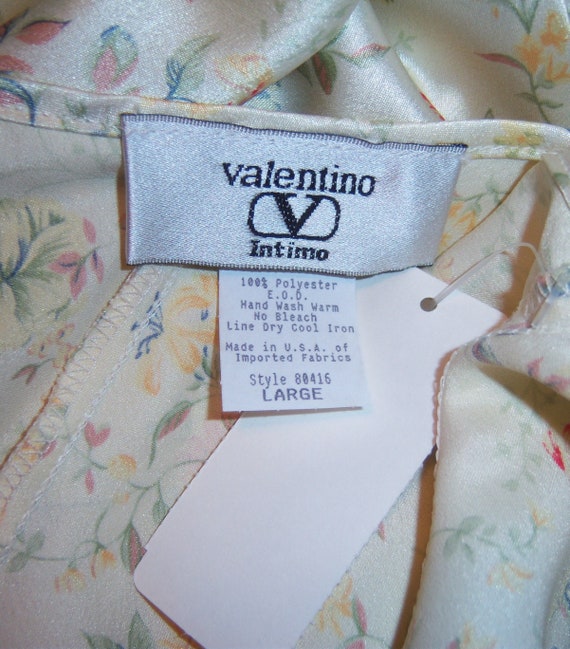 valentino
V
Intimo
100% Polyester
E.O.D.
Hand Wash Warm
No Bleach
Line Dry Cool Iron
Made in U.S.A. of
Imported Fabrics
Style 80416
LARGE